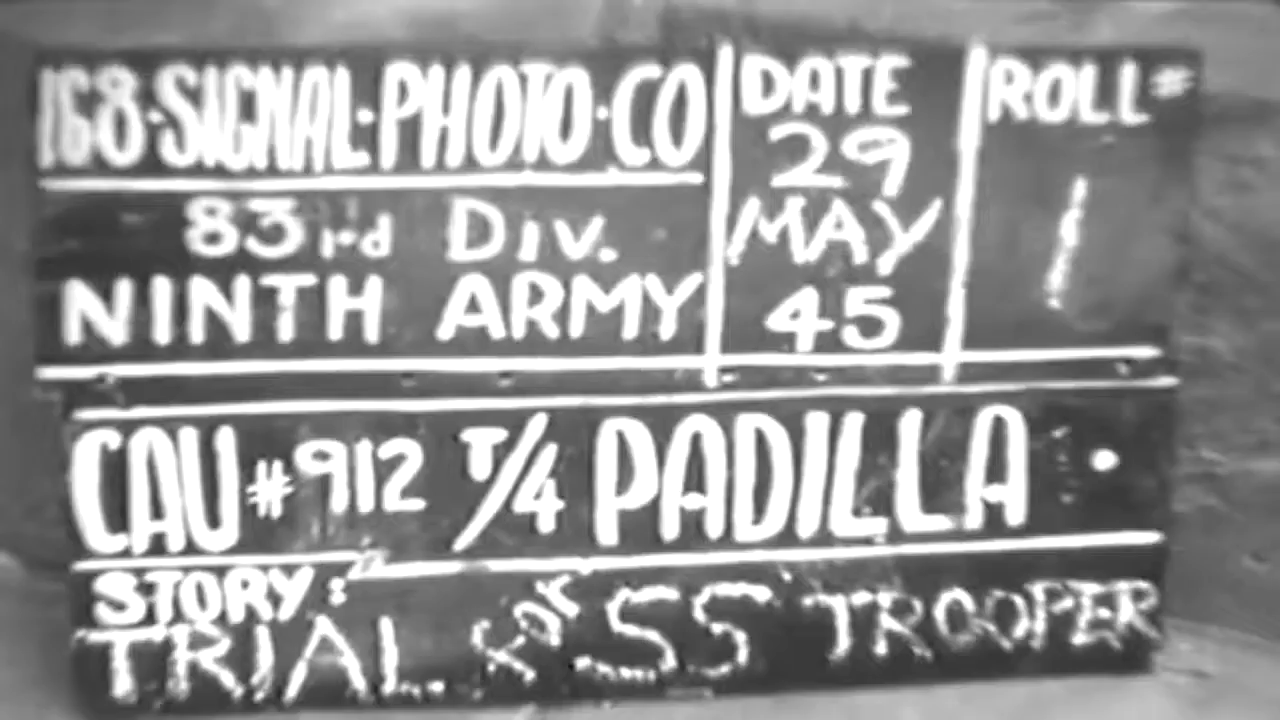 168·SIGNAL·PHOTO·CO
83rd Div.
NINTH ARMY
DATE
29
MAY
45
ROLL #
1
CAU #912 T/4 PADILLA
STORY:
TRIAL for SS TROOPER